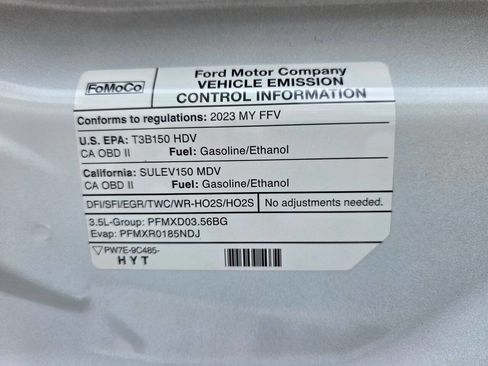 FoMoCo
Ford Motor Company
VEHICLE EMISSION
CONTROL INFORMATION
Conforms to regulations: 2023 MY FFV
U.S. EPA: T3B150 HDV
CA OBD II Fuel: Gasoline/Ethanol
California: SULEV150 MDV
CA OBD II Fuel: Gasoline/Ethanol
DFI/SFI/EGR/TWC/WR-HO2S/HO2S No adjustments needed.
3.5L-Group: PFMXD03.56BG
Evap: PFMXR0185NDJ
PW7E-9C485-
HYT